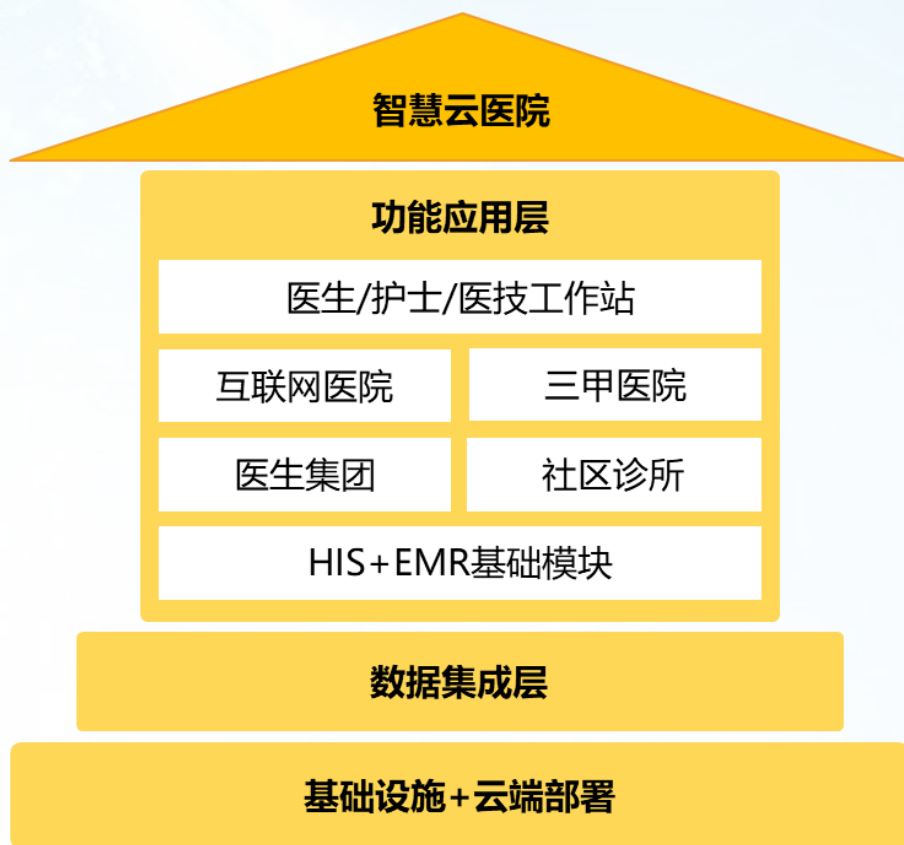 智慧云医院
功能应用层
医生/护士/医技工作站
互联网医院
三甲医院
医生集团
社区诊所
HIS+EMR基础模块
数据集成层
基础设施+云端部署